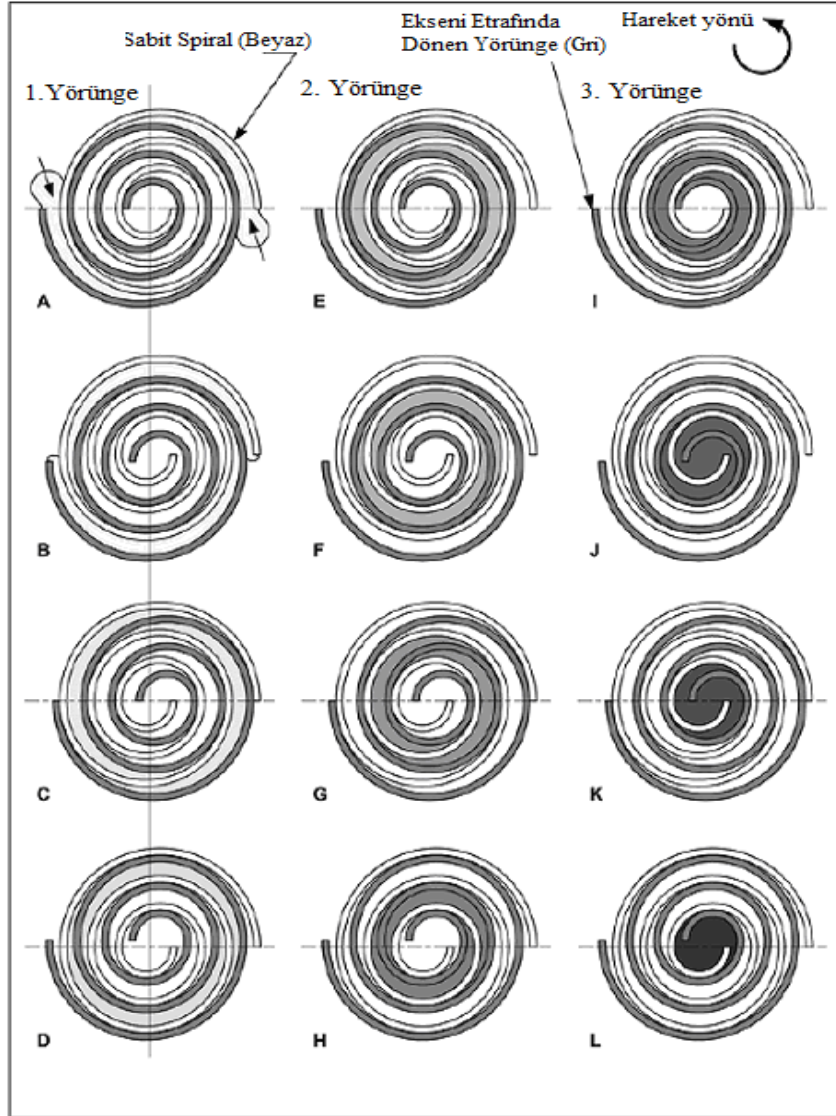 Sabit Spiral (Beyaz)
Ekseni Etrafında
Dönen Yörünge (Gri)
Hareket yönü
1.Yörünge
2. Yörünge
3. Yörünge
A
E
I
B
F
J
C
G
K
D
H
L